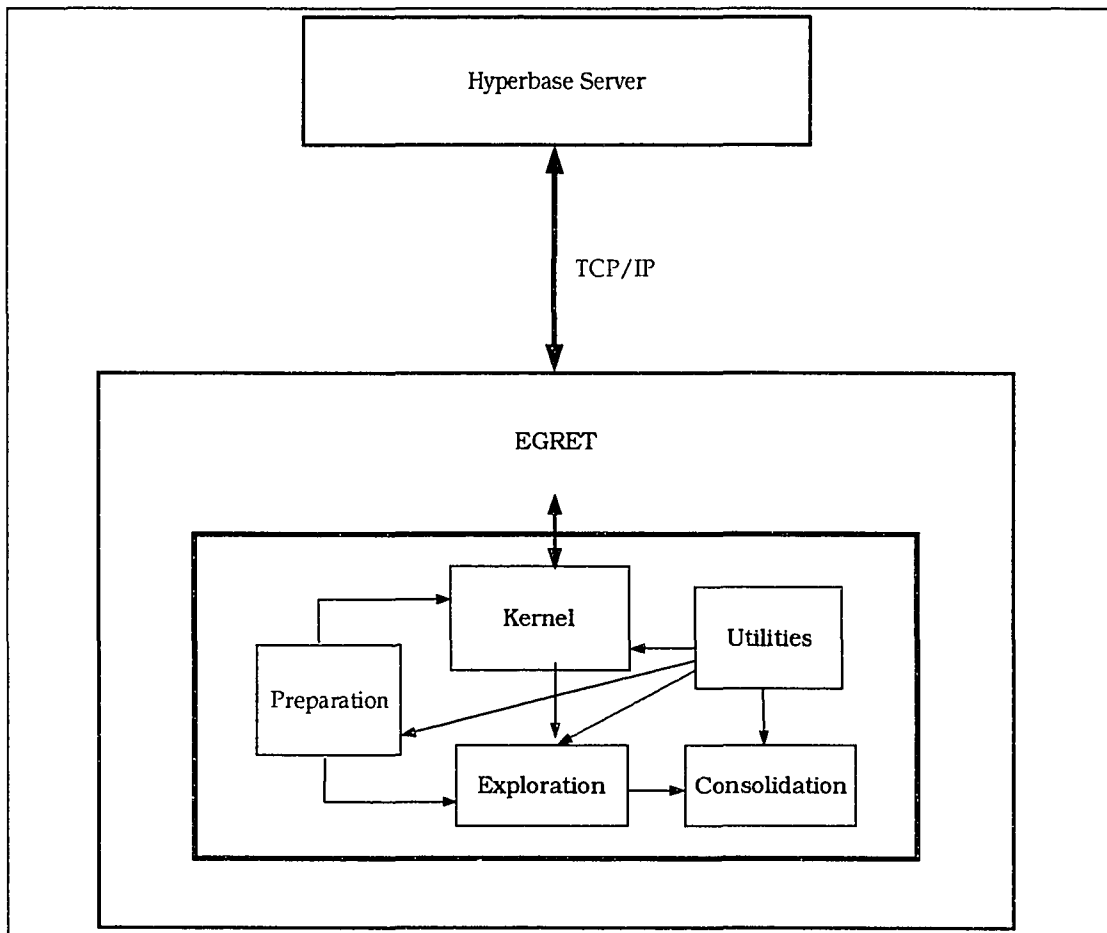 Hyperbase Server
TCP/IP
EGRET
Kernel
Utilities
Preparation
Exploration
Consolidation